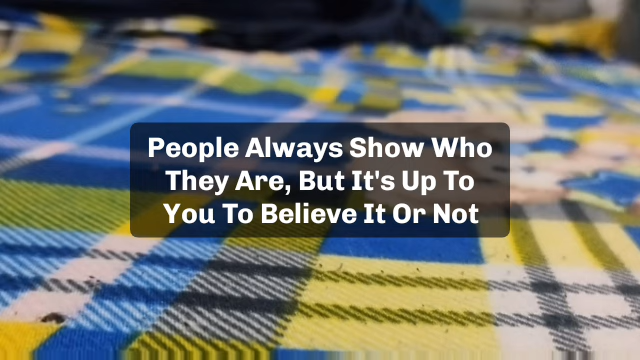 People Always Show Who
They Are, But It's Up To
You To Believe It Or Not